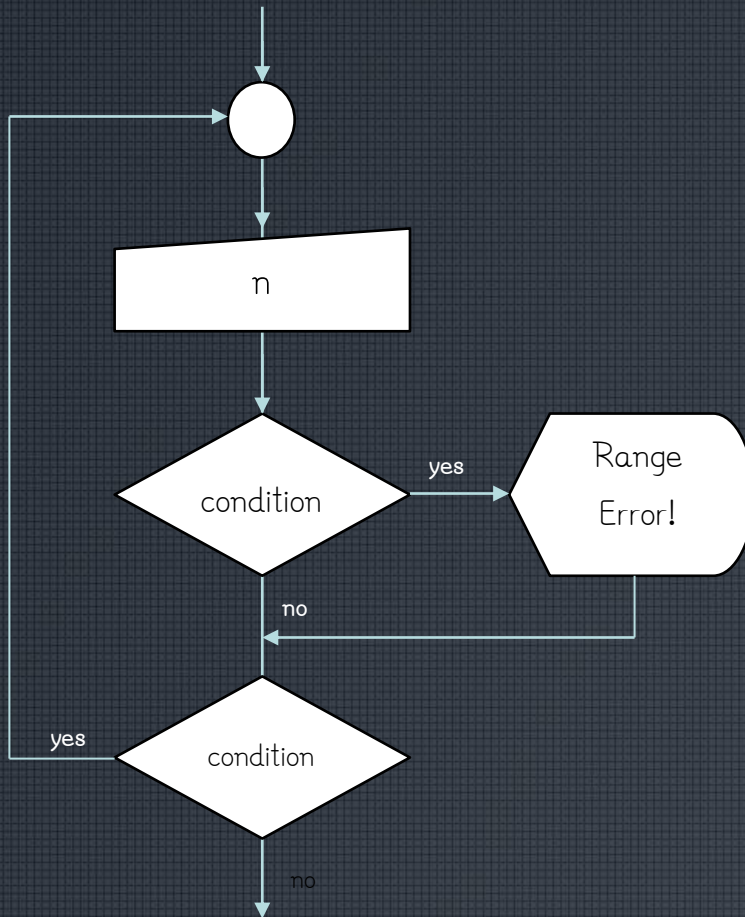 n
condition
yes
Range
Error!
no
yes
condition
no